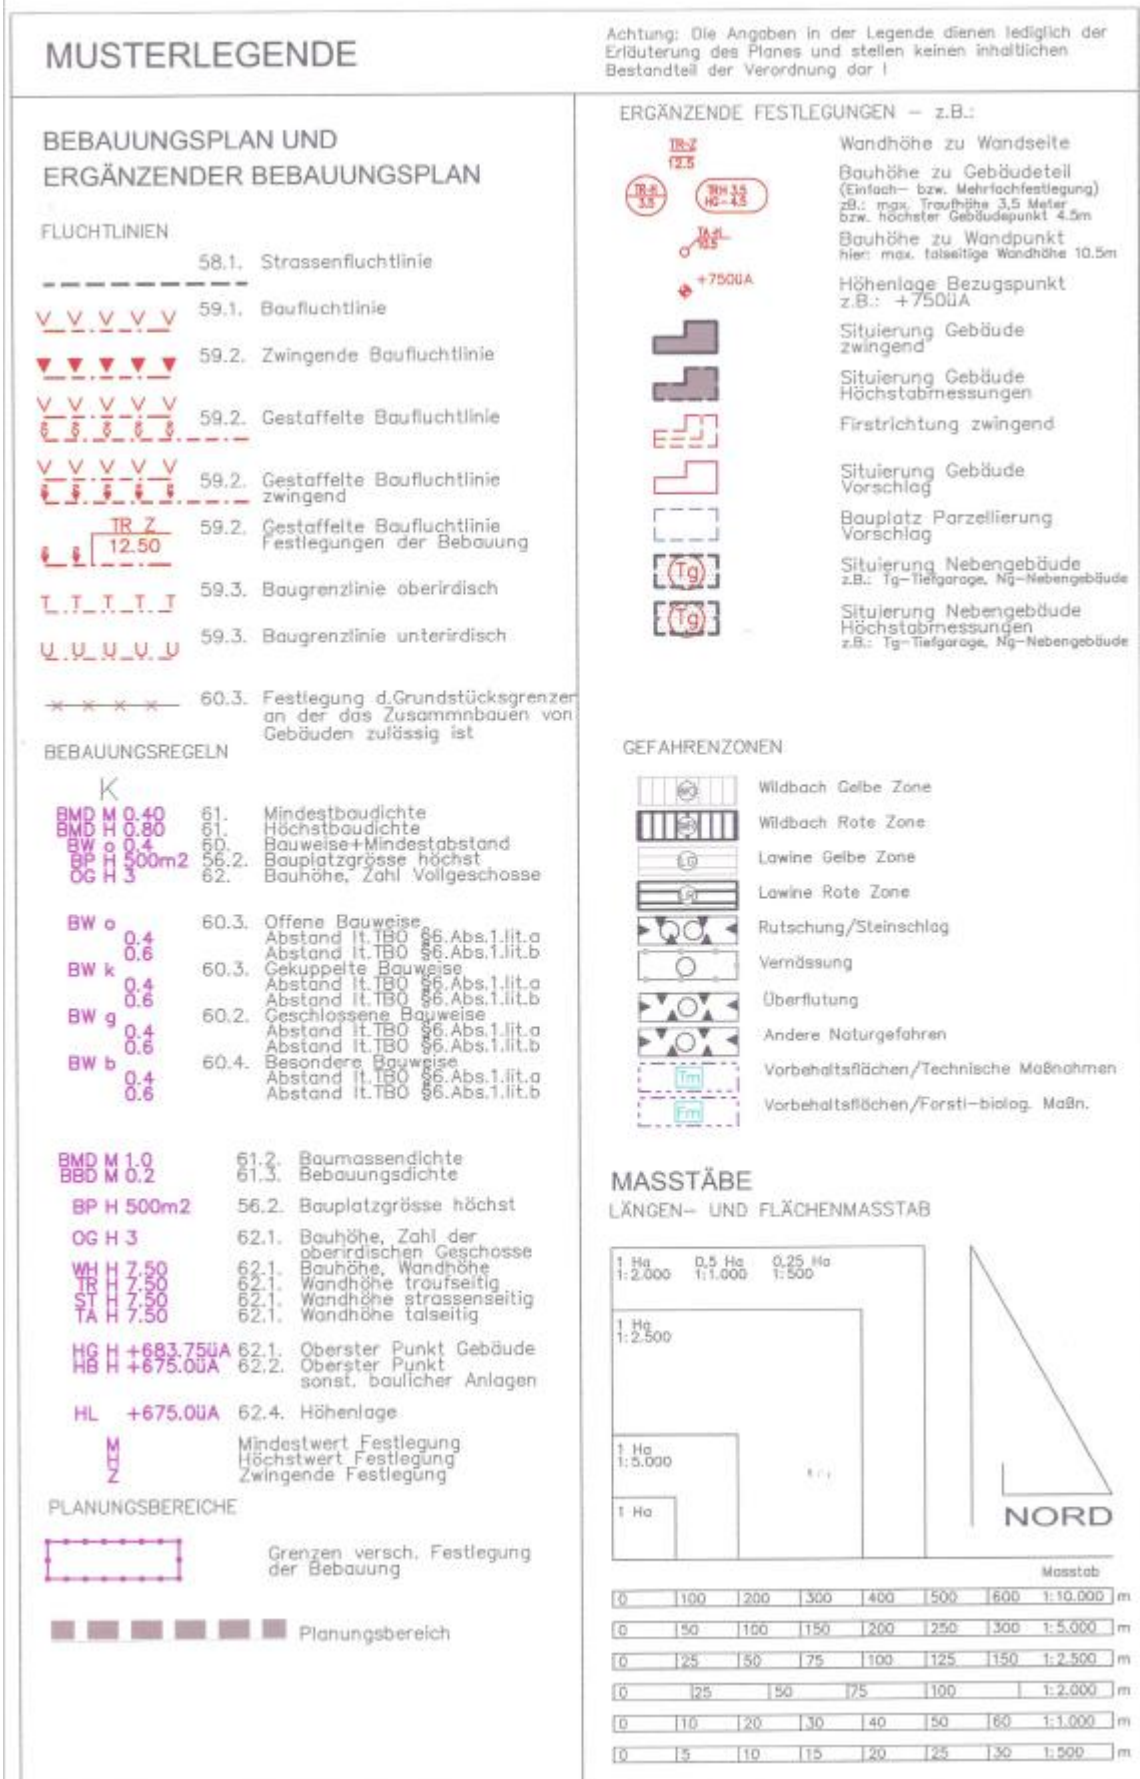 MUSTERLEGENDE
Achtung: Die Angaben in der Legende dienen lediglich der
Erläuterung des Planes und stellen keinen inhaltlichen
Bestandteil der Verordnung dar !
BEBAUUNGSPLAN UND
ERGÄNZENDER BEBAUUNGSPLAN
FLUCHTLINIEN
58.1. Strassenfluchtlinie
V V V V V 59.1. Baufluchtlinie
59.2. Zwingende Baufluchtlinie
V V V V V
59.2. Gestaffelte Baufluchtlinie
V V V V V
59.2. Gestaffelte Baufluchtlinie
zwingend
TR Z
12.50
59.2. Gestaffelte Baufluchtlinie
Festlegungen der Bebauung
T T T T T 59.3. Baugrenzlinie oberirdisch
U U U U U 59.3. Baugrenzlinie unterirdisch
60.3. Festlegung d.Grundstücksgrenzen
an der das Zusammnbauen von
Gebäuden zulässig ist
BEBAUUNGSREGELN
K
BMD M 0.40 61. Mindestbaudichte
BMD H 0.80 61. Höchstbaudichte
BW o 0.4 60. Bauweise+Mindestabstand
BP H 500m2 56.2. Bauplatzgrösse höchst
OG H 3 62. Bauhöhe, Zahl Vollgeschosse
BW o 60.3. Offene Bauweise
0.4 Abstand lt.TBO §6.Abs.1.lit.a
0.6 Abstand lt.TBO §6.Abs.1.lit.b
BW k 60.3. Gekuppelte Bauweise
0.4 Abstand lt.TBO §6.Abs.1.lit.a
0.6 Abstand lt.TBO §6.Abs.1.lit.b
BW g 60.2. Geschlossene Bauweise
0.4 Abstand lt.TBO §6.Abs.1.lit.a
0.6 Abstand lt.TBO §6.Abs.1.lit.b
BW b 60.4. Besondere Bauweise
0.4 Abstand lt.TBO §6.Abs.1.lit.a
0.6 Abstand lt.TBO §6.Abs.1.lit.b
BMD M 1.0 61.2. Baumassendichte
BBD M 0.2 61.3. Bebauungsdichte
BP H 500m2 56.2. Bauplatzgrösse höchst
OG H 3 62.1. Bauhöhe, Zahl der
oberirdischen Geschosse
WH H 7.50 62.1. Bauhöhe, Wandhöhe
TR H 7.50 62.1. Wandhöhe traufseitig
ST H 7.50 62.1. Wandhöhe strassenseitig
TA H 7.50 62.1. Wandhöhe talseitig
HG H +683.75üA 62.1. Oberster Punkt Gebäude
HB H +675.0üA 62.2. Oberster Punkt
sonst. baulicher Anlagen
HL +675.0üA 62.4. Höhenlage
M Mindestwert Festlegung
H Höchstwert Festlegung
Z Zwingende Festlegung
PLANUNGSBEREICHE
Grenzen versch. Festlegung
der Bebauung
Planungsbereich
ERGÄNZENDE FESTLEGUNGEN – z.B.:
TR-Z
12.5
Wandhöhe zu Wandseite
TR-H
3.5
TRH 3.5
HG- 4.5
Bauhöhe zu Gebäudeteil
(Einfach– bzw. Mehrfachfestlegung)
zB.: max. Traufhöhe 3,5 Meter
bzw. höchster Gebäudepunkt 4.5m
TA-H
10.5
Bauhöhe zu Wandpunkt
hier: max. talseitige Wandhöhe 10.5m
+750üA
Höhenlage Bezugspunkt
z.B.: +750üA
Situierung Gebäude
zwingend
Situierung Gebäude
Höchstabmessungen
Firstrichtung zwingend
Situierung Gebäude
Vorschlag
Bauplatz Parzellierung
Vorschlag
Tg
Situierung Nebengebäude
z.B.: Tg–Tiefgarage, Ng–Nebengebäude
Tg
Situierung Nebengebäude
Höchstabmessungen
z.B.: Tg–Tiefgarage, Ng–Nebengebäude
GEFAHRENZONEN
WG Wildbach Gelbe Zone
WR Wildbach Rote Zone
LG Lawine Gelbe Zone
LR Lawine Rote Zone
Rutschung/Steinschlag
Vernässung
Überflutung
Andere Naturgefahren
Tm Vorbehaltsflächen/Technische Maßnahmen
Fm Vorbehaltsflächen/Forstl–biolog. Maßn.
MASSTÄBE
LÄNGEN– UND FLÄCHENMASSTAB
1 Ha 0,5 Ha 0,25 Ha
1:2.000 1:1.000 1:500
1 Ha
1:2.500
1 Ha
1:5.000
1 Ha
NORD
Masstab
0 100 200 300 400 500 600 1:10.000 m
0 50 100 150 200 250 300 1:5.000 m
0 25 50 75 100 125 150 1:2.500 m
0 25 50 75 100 1:2.000 m
0 10 20 30 40 50 60 1:1.000 m
0 5 10 15 20 25 30 1:500 m